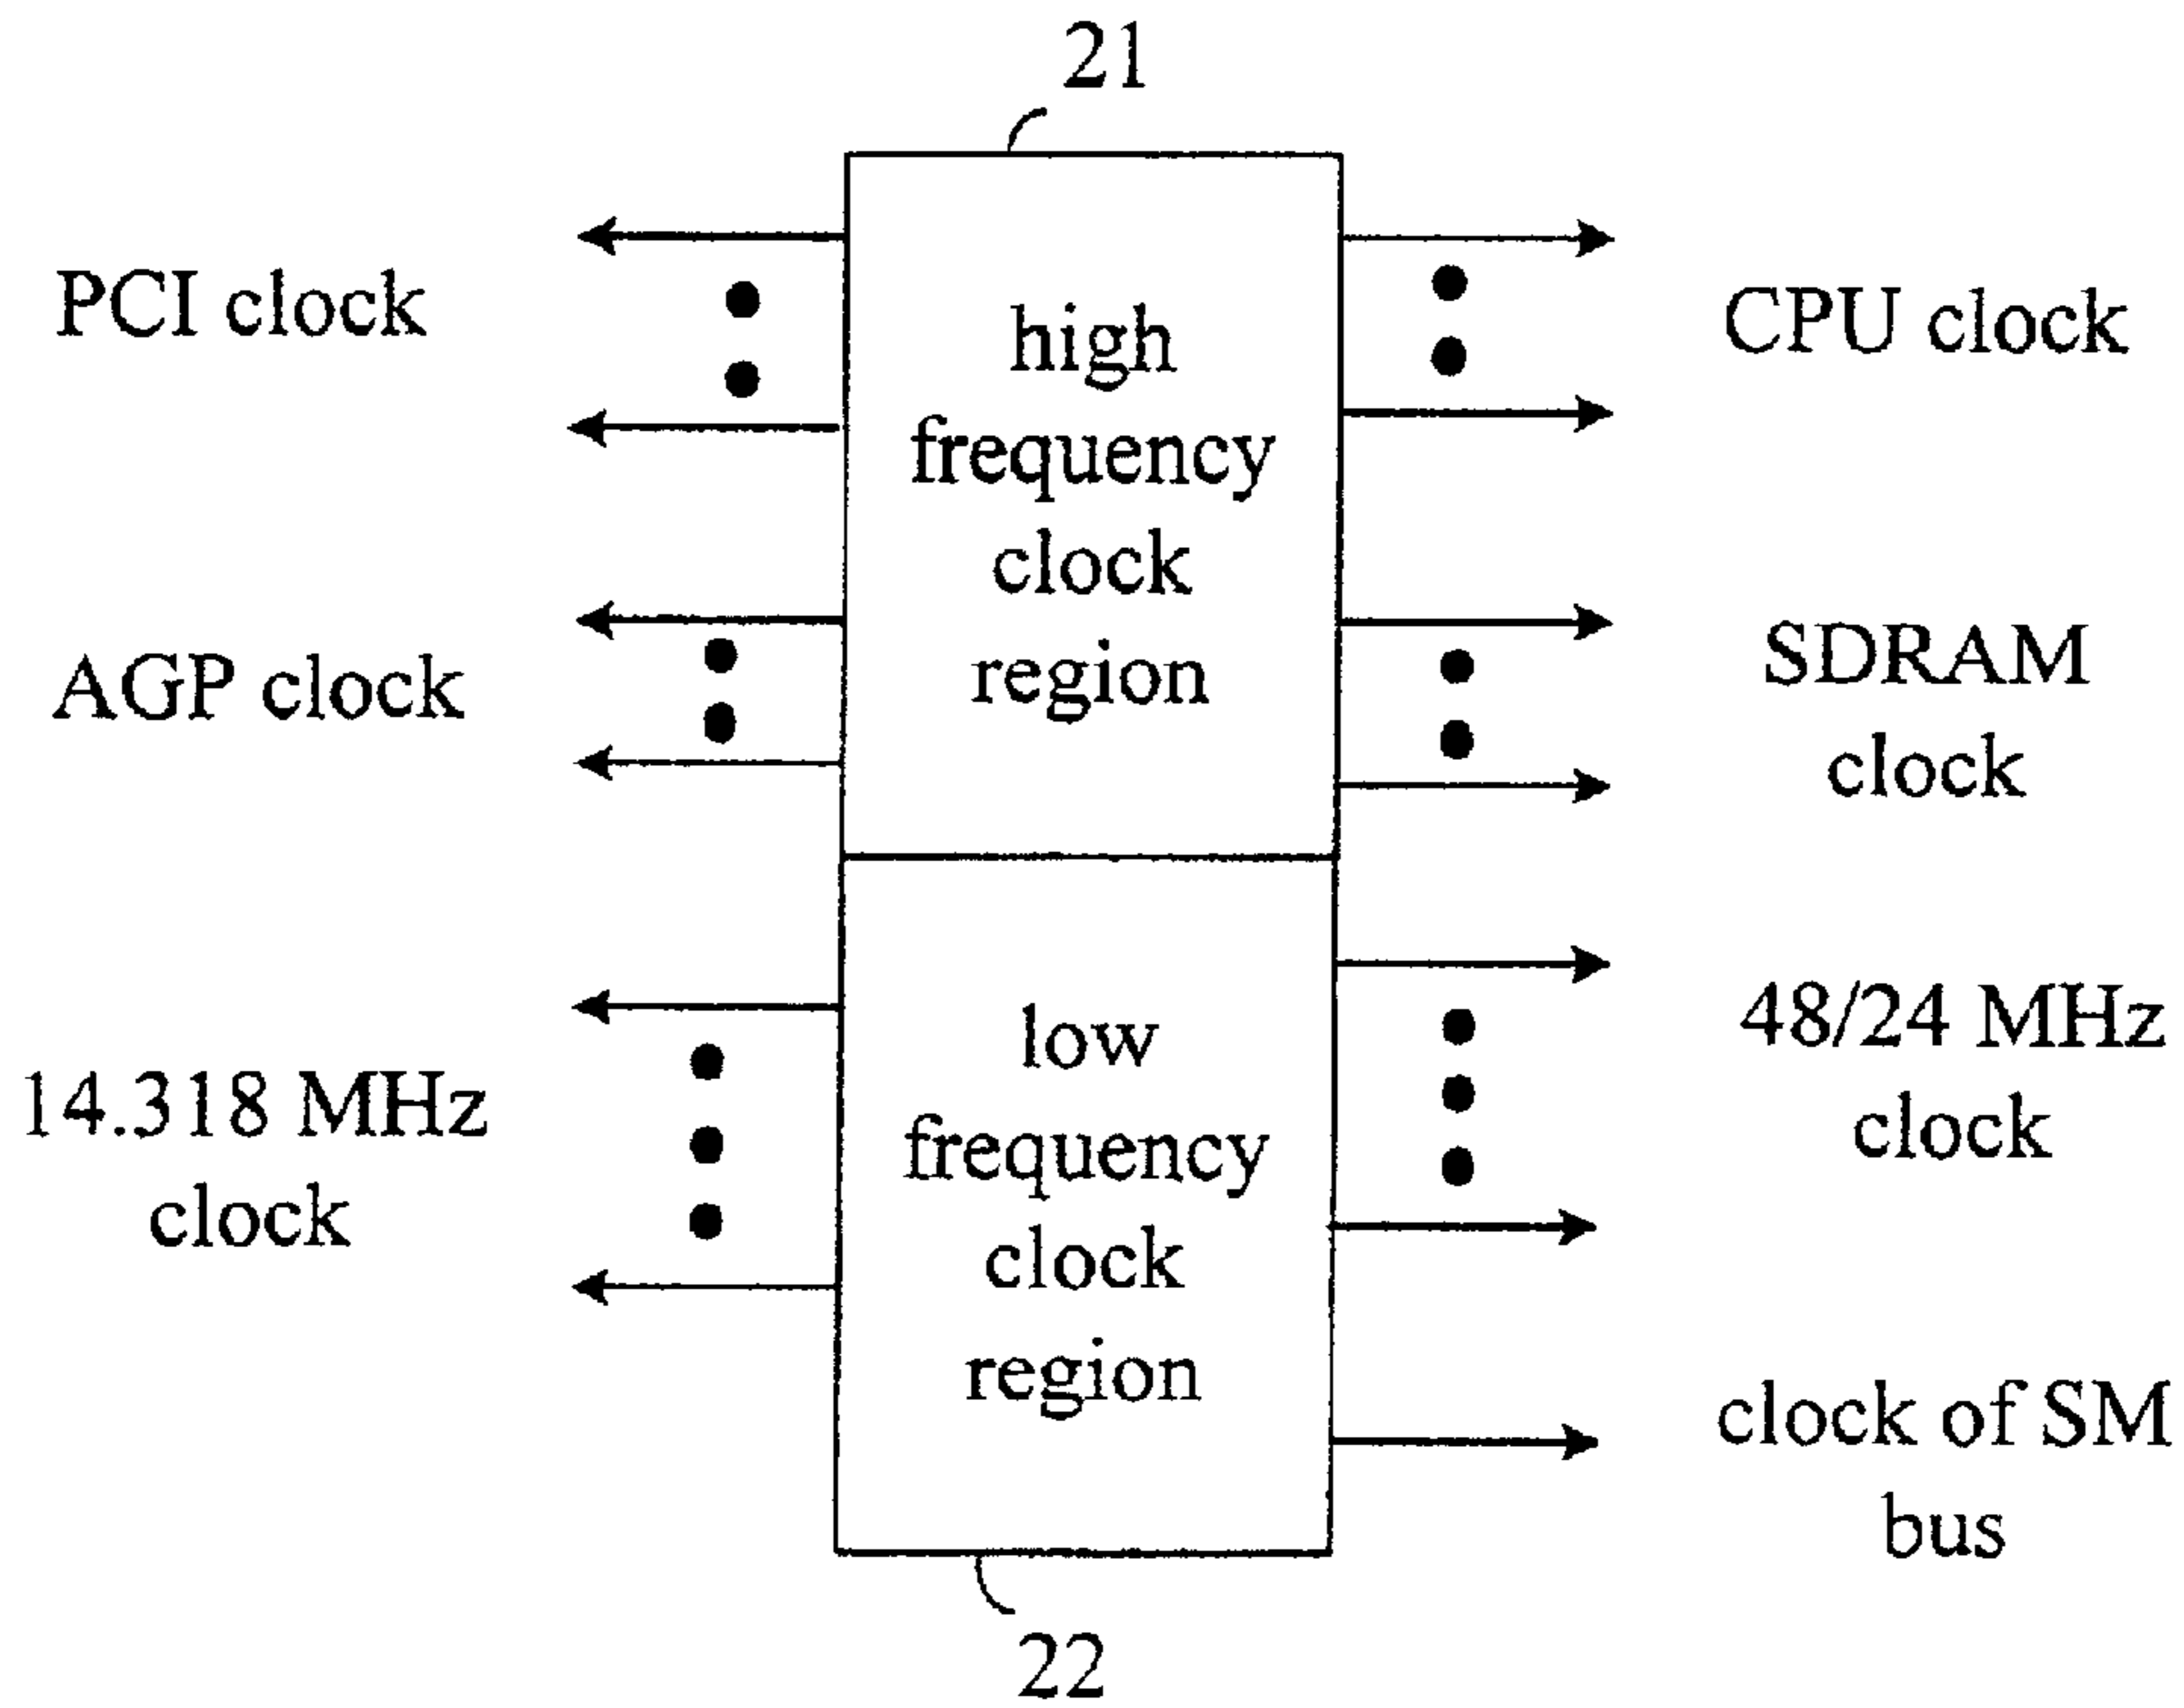 21
PCI clock
AGP clock
high
frequency
clock
region
CPU clock
SDRAM
clock
14.318 MHz
clock
low
frequency
clock
region
48/24 MHz
clock
clock of SM
bus
22